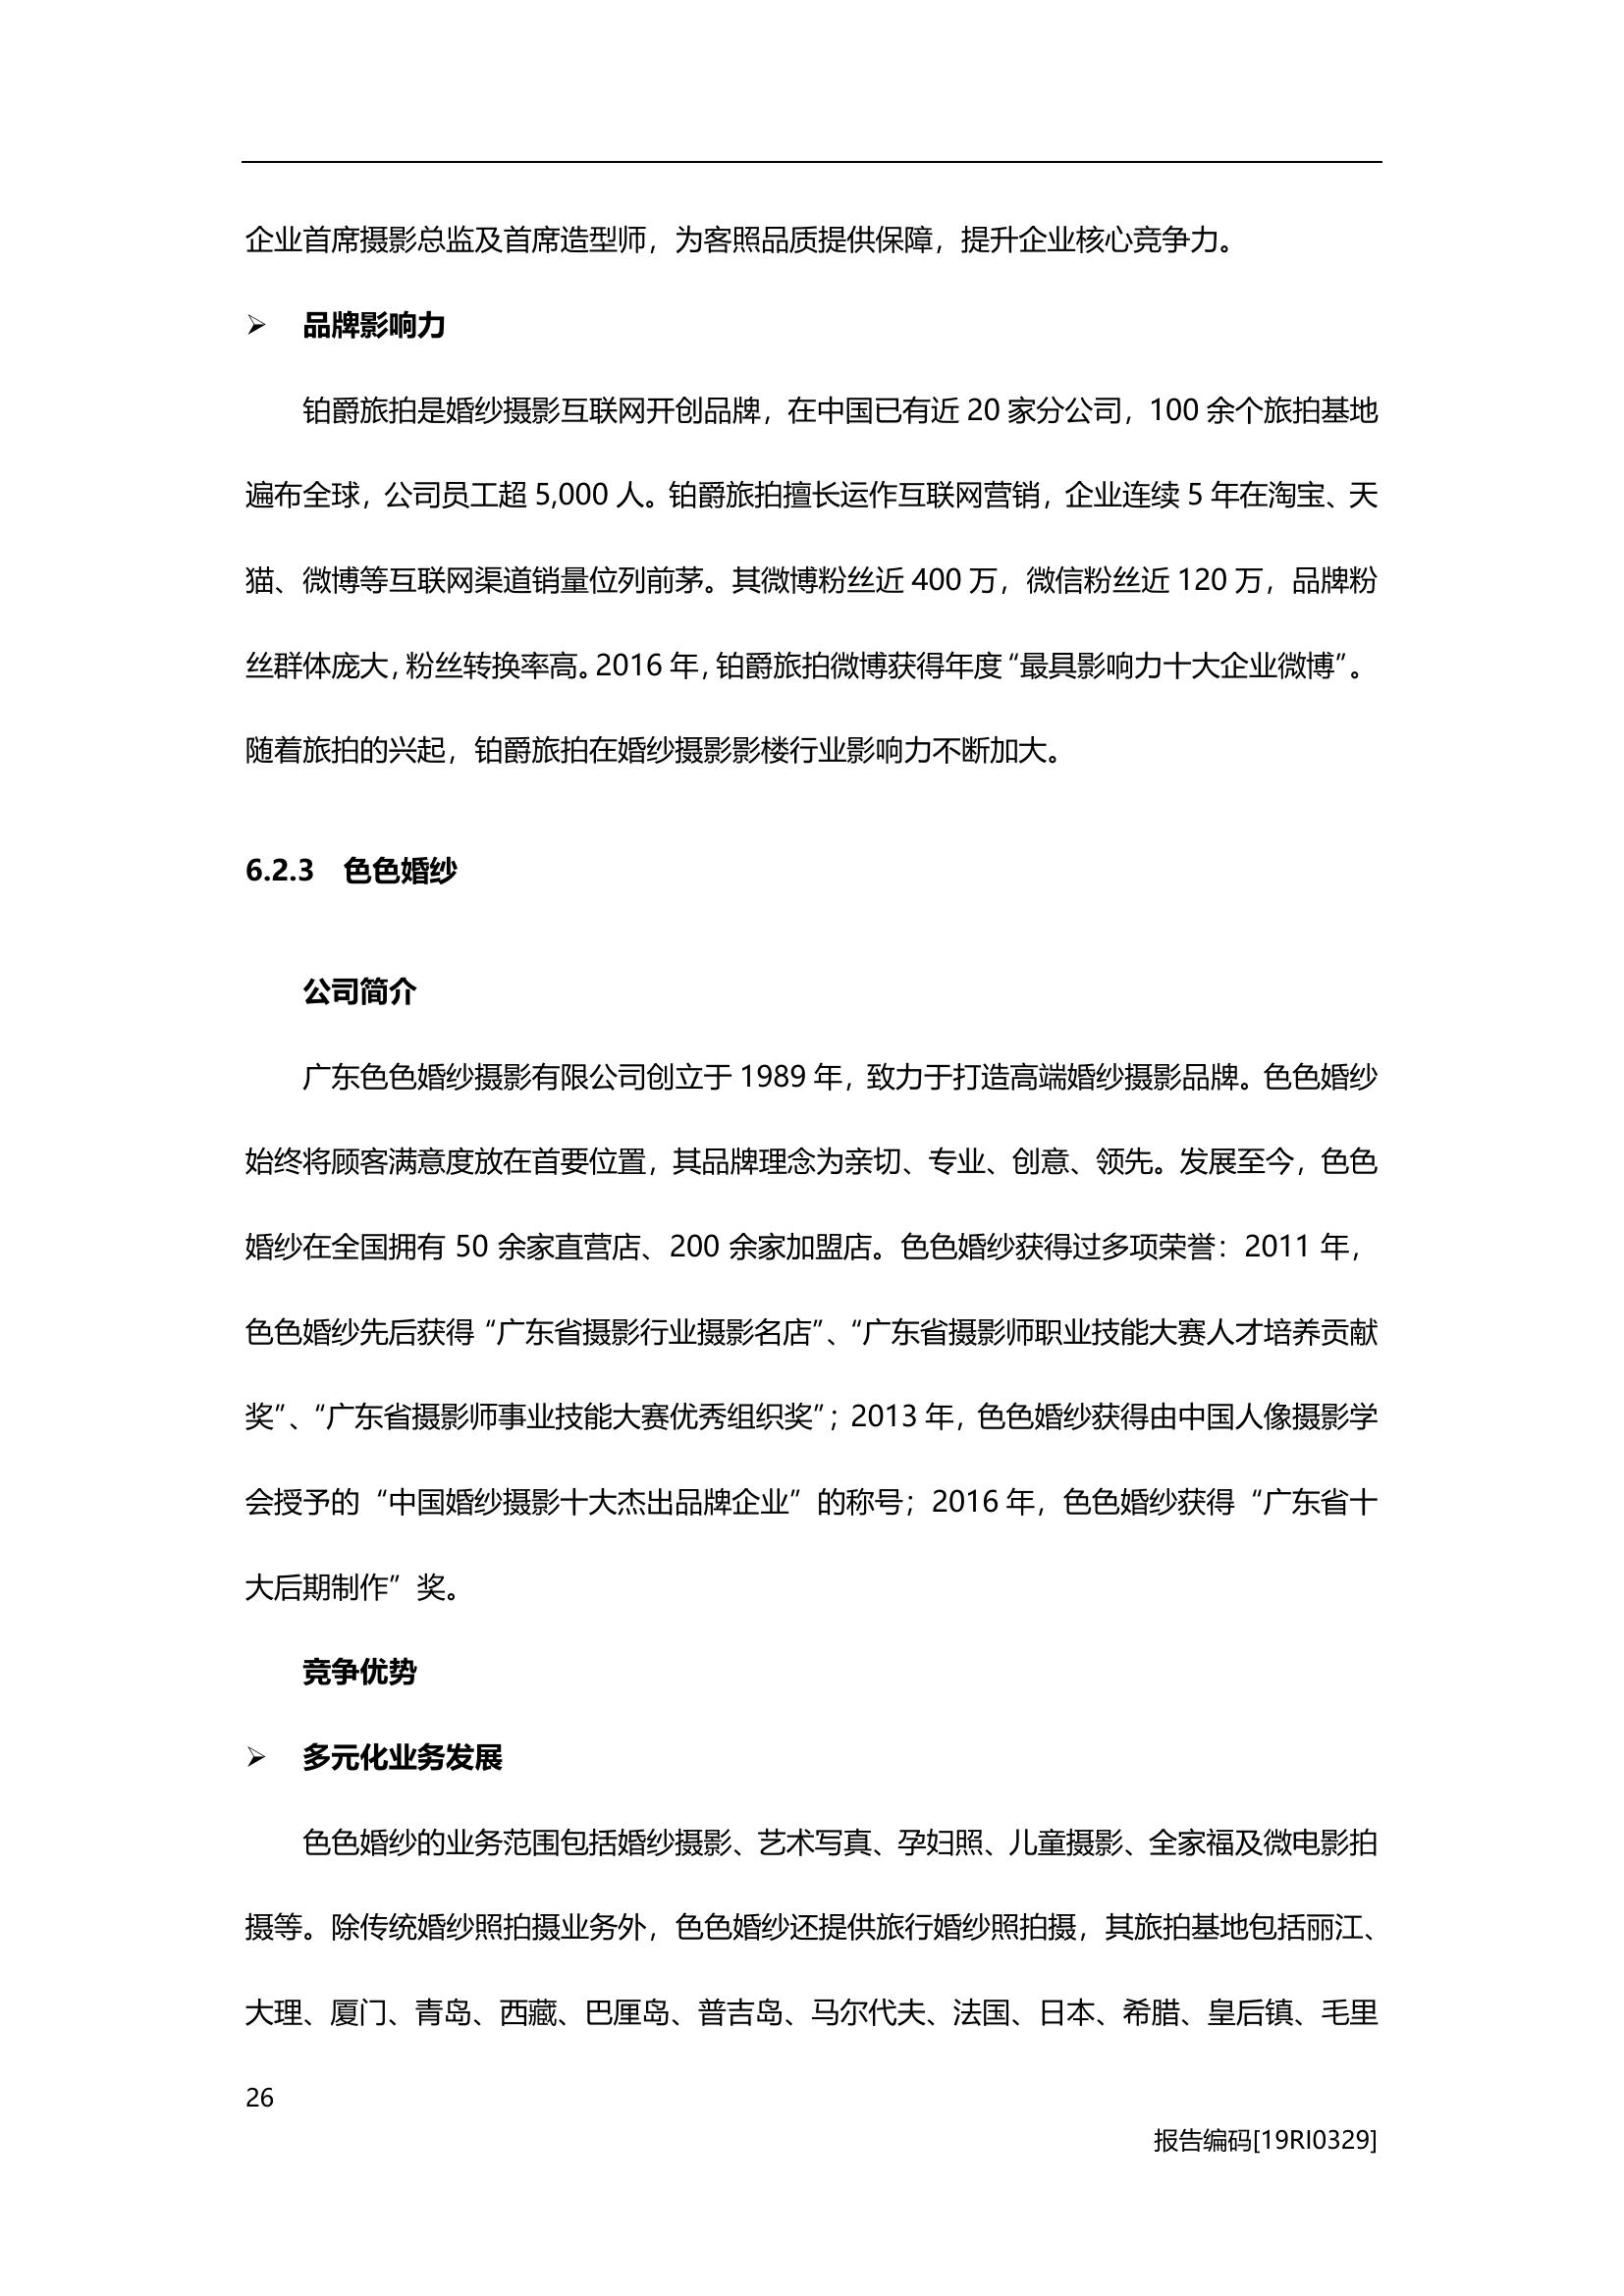 企业首席摄影总监及首席造型师，为客照品质提供保障，提升企业核心竞争力。
➢ 品牌影响力
铂爵旅拍是婚纱摄影互联网开创品牌，在中国已有近 20 家分公司，100 余个旅拍基地
遍布全球，公司员工超 5,000 人。铂爵旅拍擅长运作互联网营销，企业连续 5 年在淘宝、天
猫、微博等互联网渠道销量位列前茅。其微博粉丝近 400 万，微信粉丝近 120 万，品牌粉
丝群体庞大，粉丝转换率高。2016 年，铂爵旅拍微博获得年度“最具影响力十大企业微博”。
随着旅拍的兴起，铂爵旅拍在婚纱摄影影楼行业影响力不断加大。
6.2.3 色色婚纱
公司简介
广东色色婚纱摄影有限公司创立于 1989 年，致力于打造高端婚纱摄影品牌。色色婚纱
始终将顾客满意度放在首要位置，其品牌理念为亲切、专业、创意、领先。发展至今，色色
婚纱在全国拥有 50 余家直营店、200 余家加盟店。色色婚纱获得过多项荣誉：2011 年，
色色婚纱先后获得“广东省摄影行业摄影名店”、“广东省摄影师职业技能大赛人才培养贡献
奖”、“广东省摄影师事业技能大赛优秀组织奖”；2013 年，色色婚纱获得由中国人像摄影学
会授予的“中国婚纱摄影十大杰出品牌企业”的称号；2016 年，色色婚纱获得“广东省十
大后期制作”奖。
竞争优势
➢ 多元化业务发展
色色婚纱的业务范围包括婚纱摄影、艺术写真、孕妇照、儿童摄影、全家福及微电影拍
摄等。除传统婚纱照拍摄业务外，色色婚纱还提供旅行婚纱照拍摄，其旅拍基地包括丽江、
大理、厦门、青岛、西藏、巴厘岛、普吉岛、马尔代夫、法国、日本、希腊、皇后镇、毛里
26
报告编码[19RI0329]